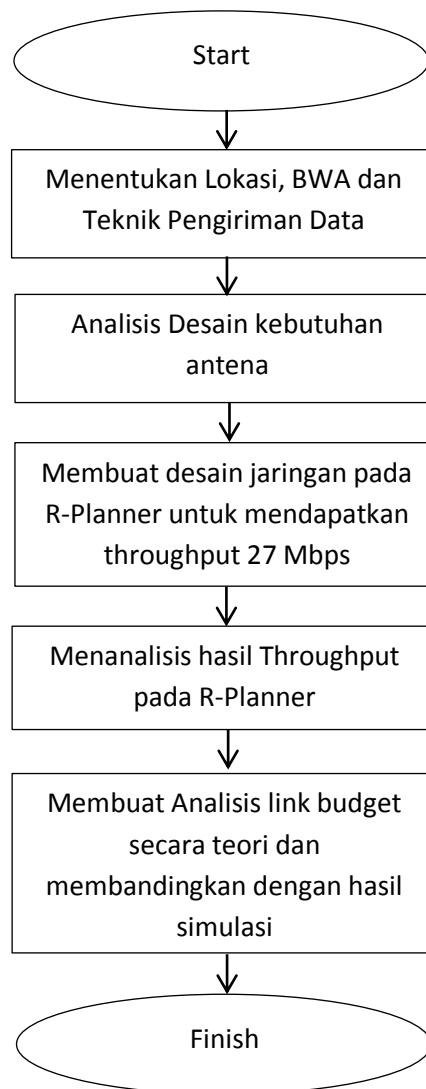 Start
Menentukan Lokasi, BWA dan
Teknik Pengiriman Data
Analisis Desain kebutuhan
antena
Membuat desain jaringan pada
R-Planner untuk mendapatkan
throughput 27 Mbps
Menanalisis hasil Throughput
pada R-Planner
Membuat Analisis link budget
secara teori dan
membandingkan dengan hasil
simulasi
Finish